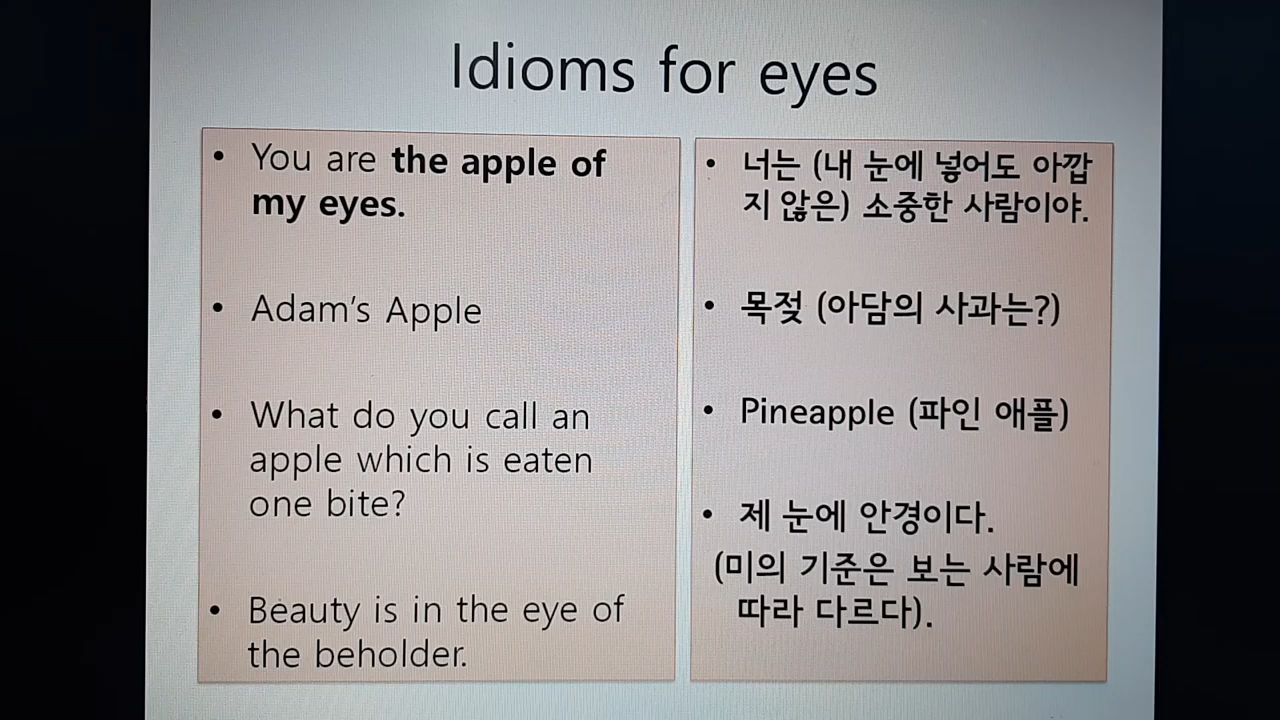 Idioms for eyes
• You are the apple of
my eyes.
• Adam's Apple
• What do you call an
apple which is eaten
one bite?
• Beauty is in the eye of
the beholder.
• 너는 (내 눈에 넣어도 아깝
지 않은) 소중한 사람이야.
• 목젖 (아담의 사과는?)
• Pineapple (파인 애플)
• 제 눈에 안경이다.
(미의 기준은 보는 사람에
따라 다르다).